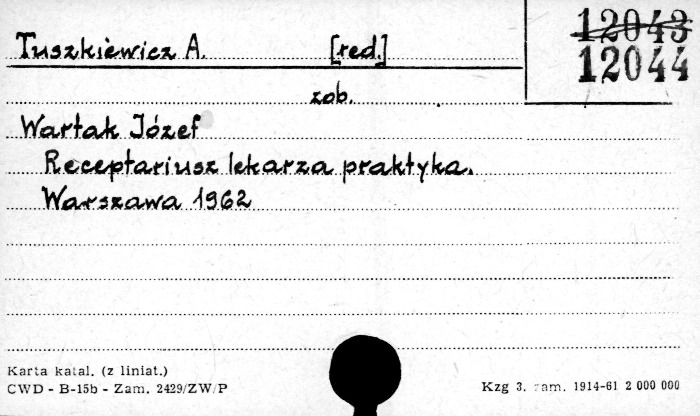 Tuszkiewicz A. [red.]
12043
12044
zob.
Wartak Józef
Receptariusz lekarza praktyka.
Warszawa 1962
Karta katal. (z liniat.)
CWD - B-15b - Zam. 2429/ZW/P
Kzg 3. zam. 1914-61 2 000 000